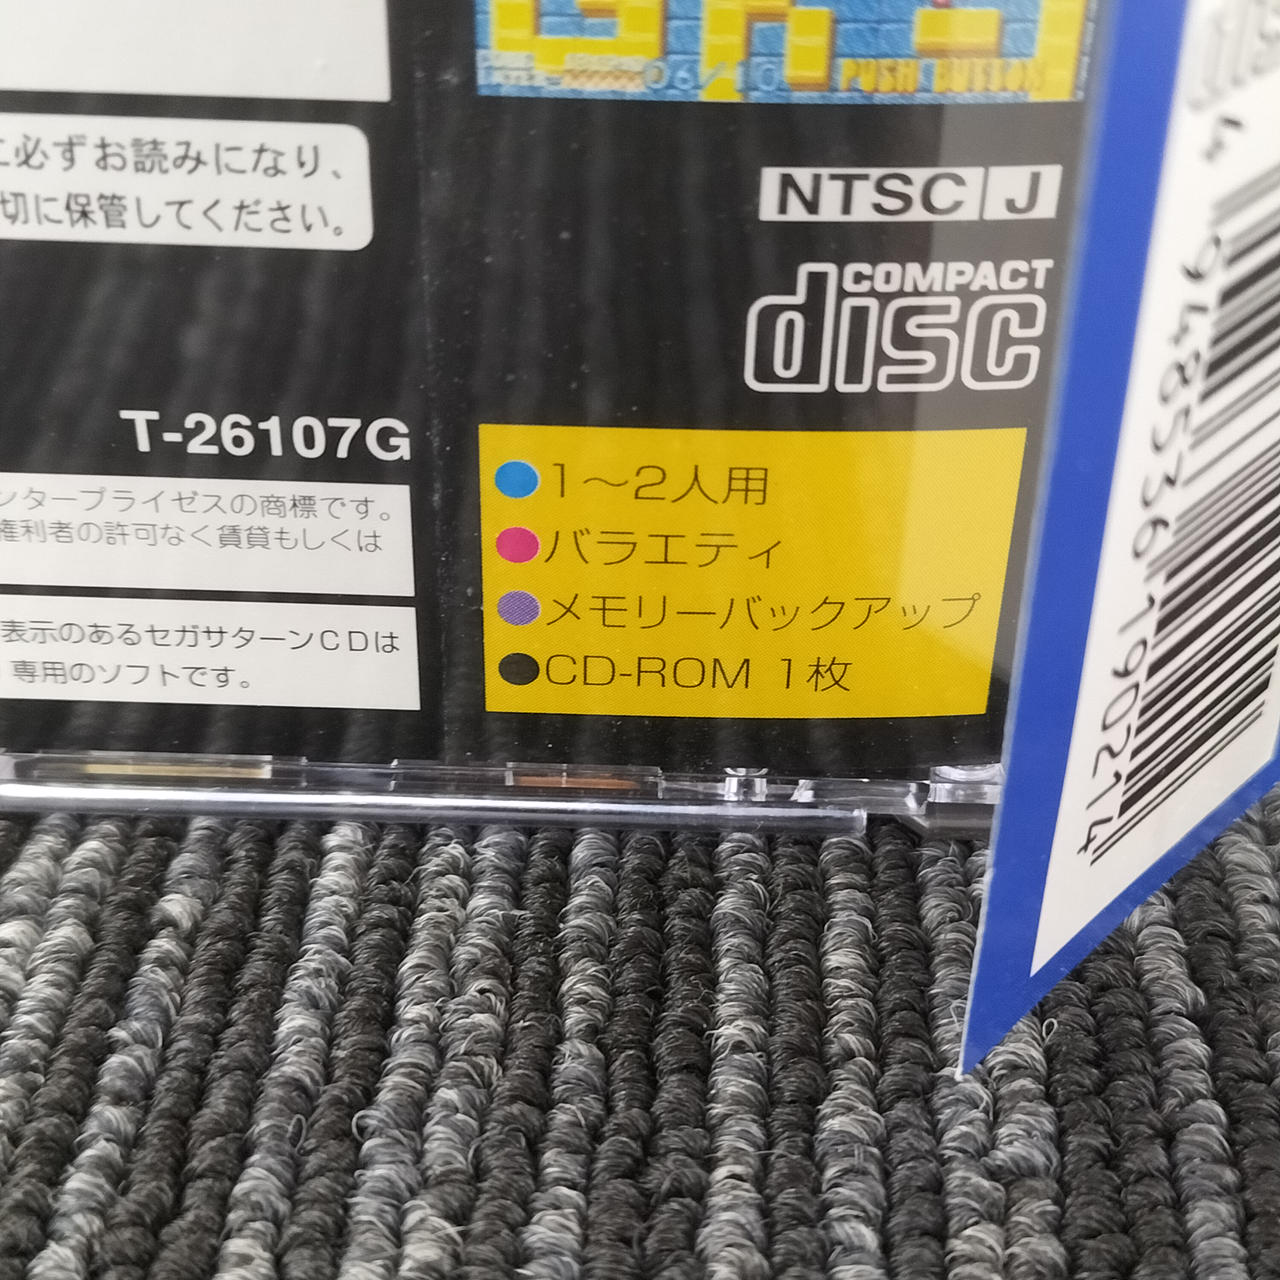 06/10 PUSH BUTTON
に必ずお読みになり、
切に保管してください。
NTSC J
COMPACT
disc
T-26107G
ンタープライゼスの商標です。
権利者の許可なく賃貸もしくは
表示のあるセガサターンCDは
専用のソフトです。
1〜2人用
バラエティ
メモリーバックアップ
CD-ROM 1枚
4 948536 190214